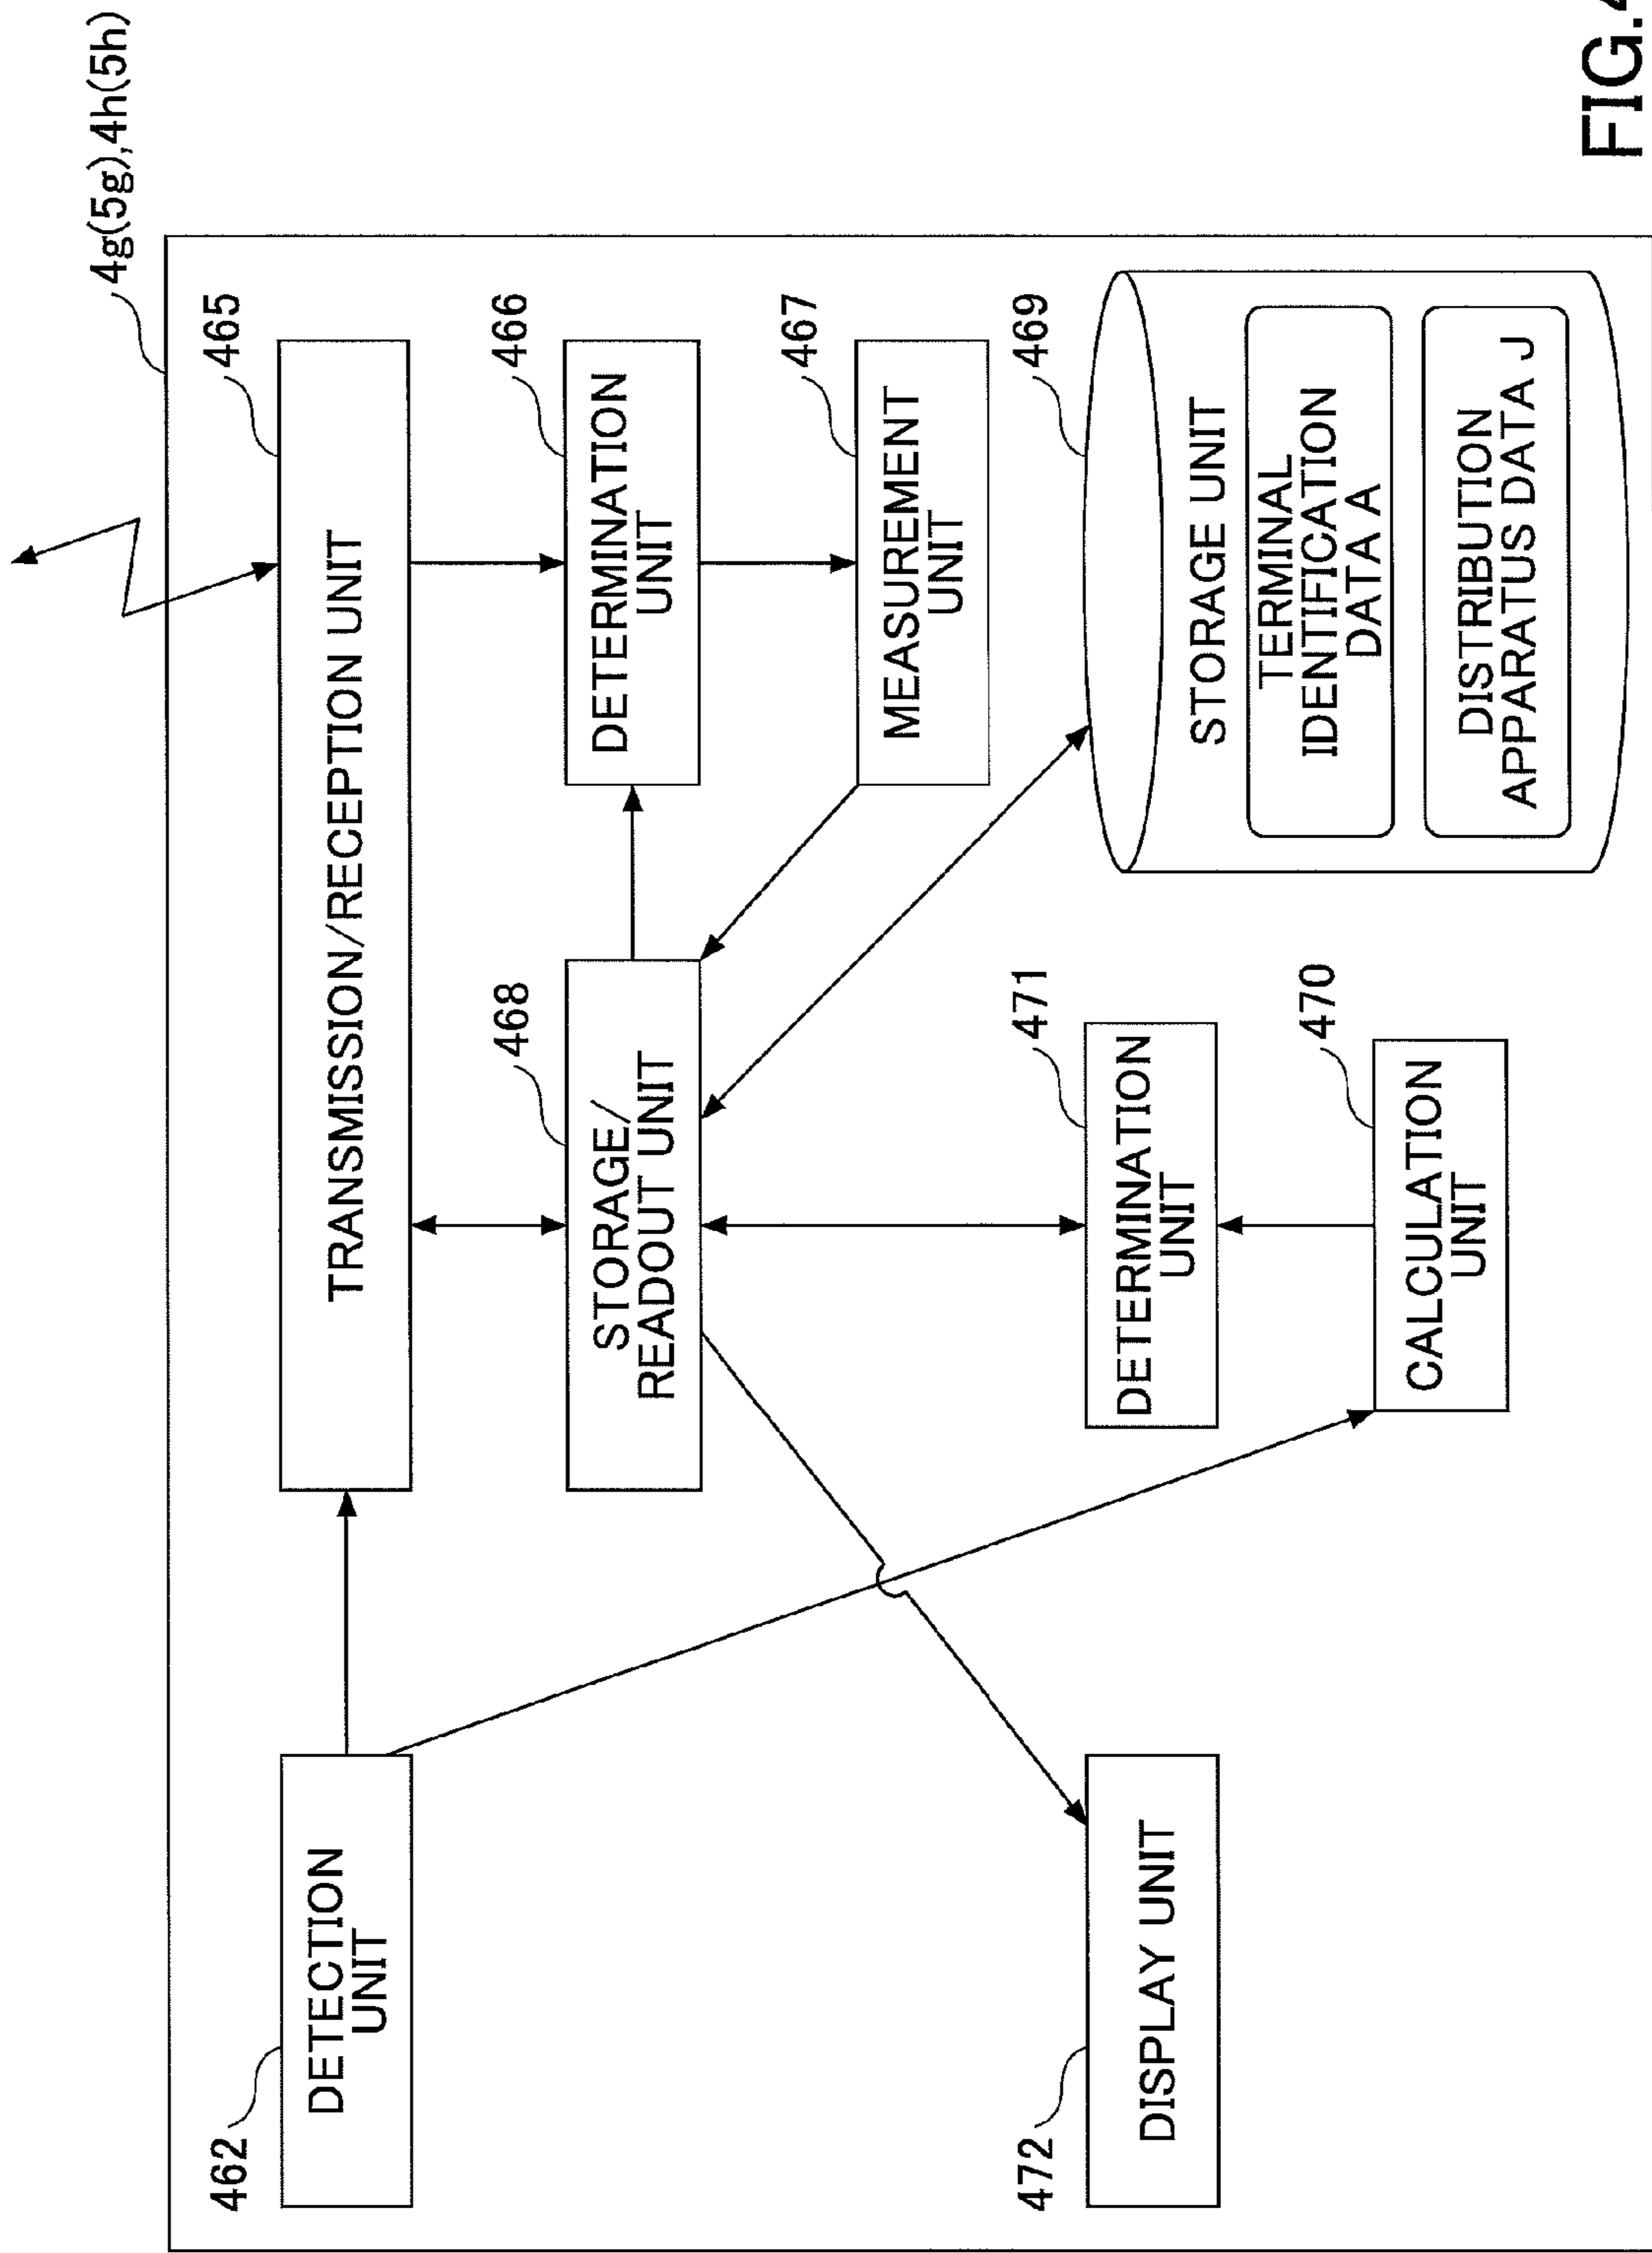 4g(5g),4h(5h)
465
TRANSMISSION/RECEPTION UNIT
462
DETECTION
UNIT
468
STORAGE/
READOUT UNIT
466
DETERMINATION
UNIT
467
MEASUREMENT
UNIT
472
DISPLAY UNIT
471
DETERMINATION
UNIT
470
CALCULATION
UNIT
469
STORAGE UNIT
TERMINAL
IDENTIFICATION
DATA A
DISTRIBUTION
APPARATUS DATA J
FIG.